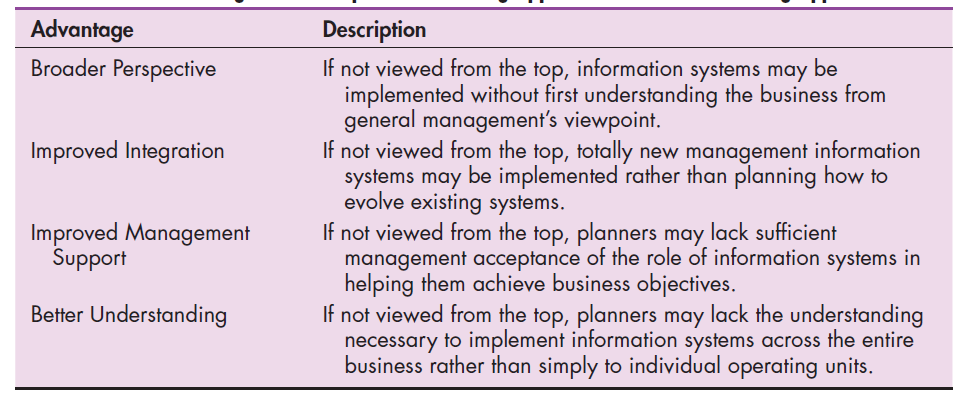 Advantage Description
Broader Perspective If not viewed from the top, information systems may be
implemented without first understanding the business from
general management's viewpoint.
Improved Integration If not viewed from the top, totally new management information
systems may be implemented rather than planning how to
evolve existing systems.
Improved Management If not viewed from the top, planners may lack sufficient
Support management acceptance of the role of information systems in
helping them achieve business objectives.
Better Understanding If not viewed from the top, planners may lack the understanding
necessary to implement information systems across the entire
business rather than simply to individual operating units.